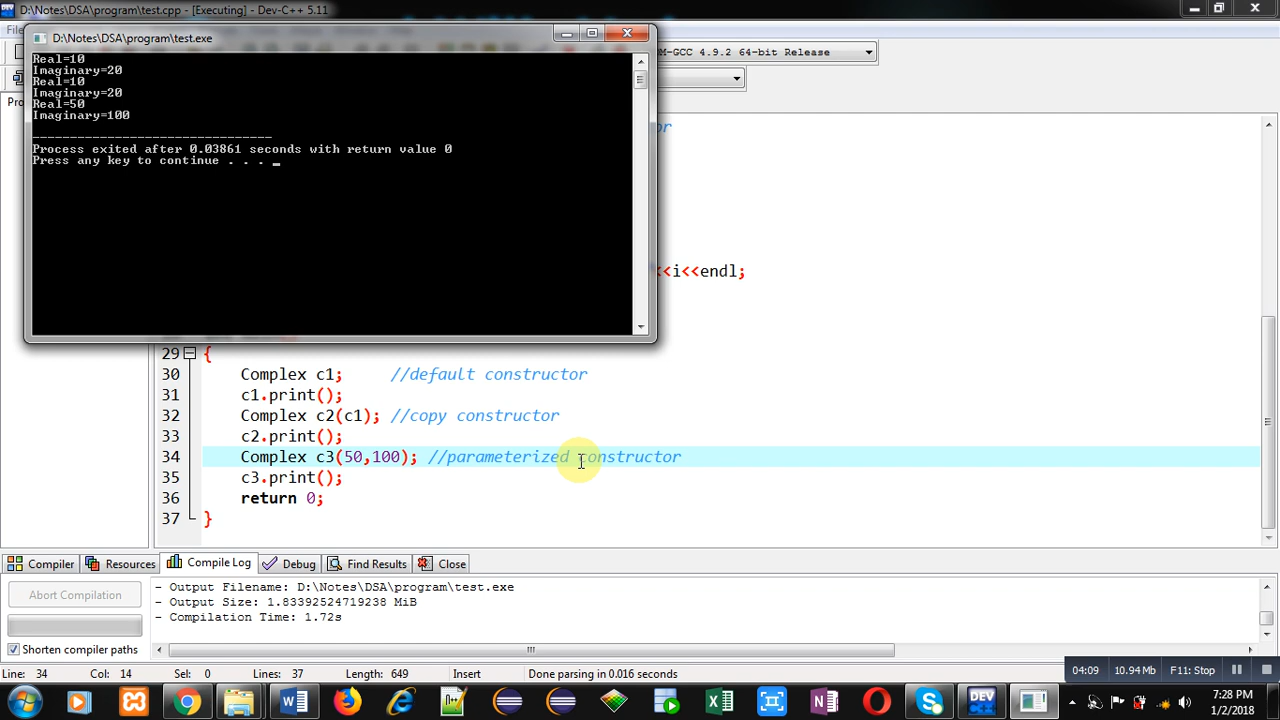 D:\Notes\DSA\program\test.cpp - [Executing] - Dev-C++ 5.11
D:\Notes\DSA\program\test.exe
Real=10
Imaginary=20
Real=10
Imaginary=20
Real=50
Imaginary=100
--------------------------------
Process exited after 0.03861 seconds with return value 0
Press any key to continue . . . _
M-GCC 4.9.2 64-bit Release
or
<<i<<endl;
29 {
30 Complex c1; //default constructor
31 c1.print();
32 Complex c2(c1); //copy constructor
33 c2.print();
34 Complex c3(50,100); //parameterized constructor
35 c3.print();
36 return 0;
37 }
Compiler Resources Compile Log Debug Find Results Close
Abort Compilation
Shorten compiler paths
- Output Filename: D:\Notes\DSA\program\test.exe
- Output Size: 1.83392524719238 MiB
- Compilation Time: 1.72s
Line: 34 Col: 14 Sel: 0 Lines: 37 Length: 649 Insert Done parsing in 0.016 seconds
04:09 10.94 Mb F11: Stop
7:28 PM
1/2/2018